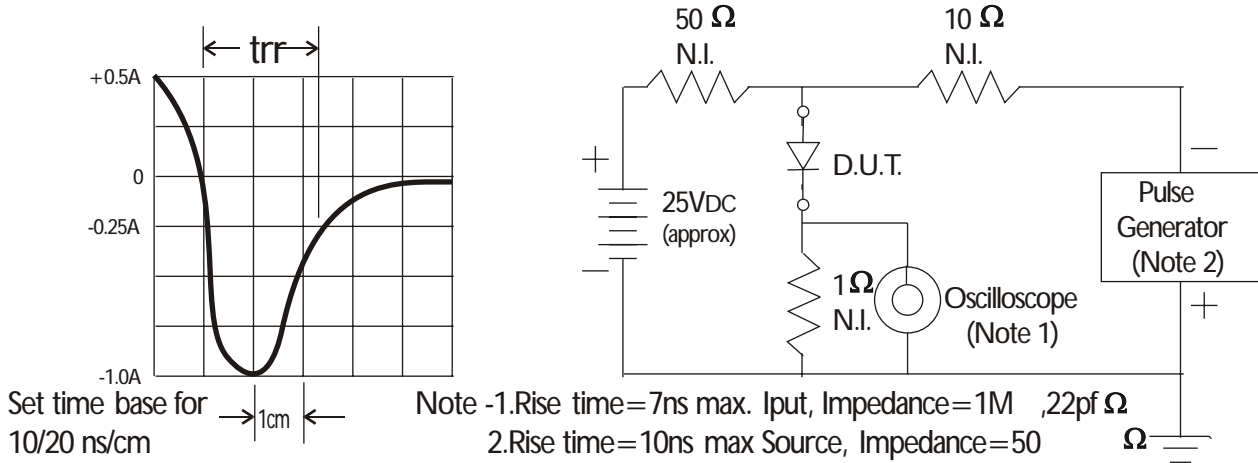 trr
+0.5A
0
-0.25A
-1.0A
Set time base for
10/20 ns/cm
1cm
50 Ω
N.I.
10 Ω
N.I.
+
25VDC
(approx)
−
D.U.T.
1Ω
N.I.
Oscilloscope
(Note 1)
−
Pulse
Generator
(Note 2)
+
Note -1.Rise time=7ns max. Iput, Impedance=1M ,22pf Ω
2.Rise time=10ns max Source, Impedance=50 Ω